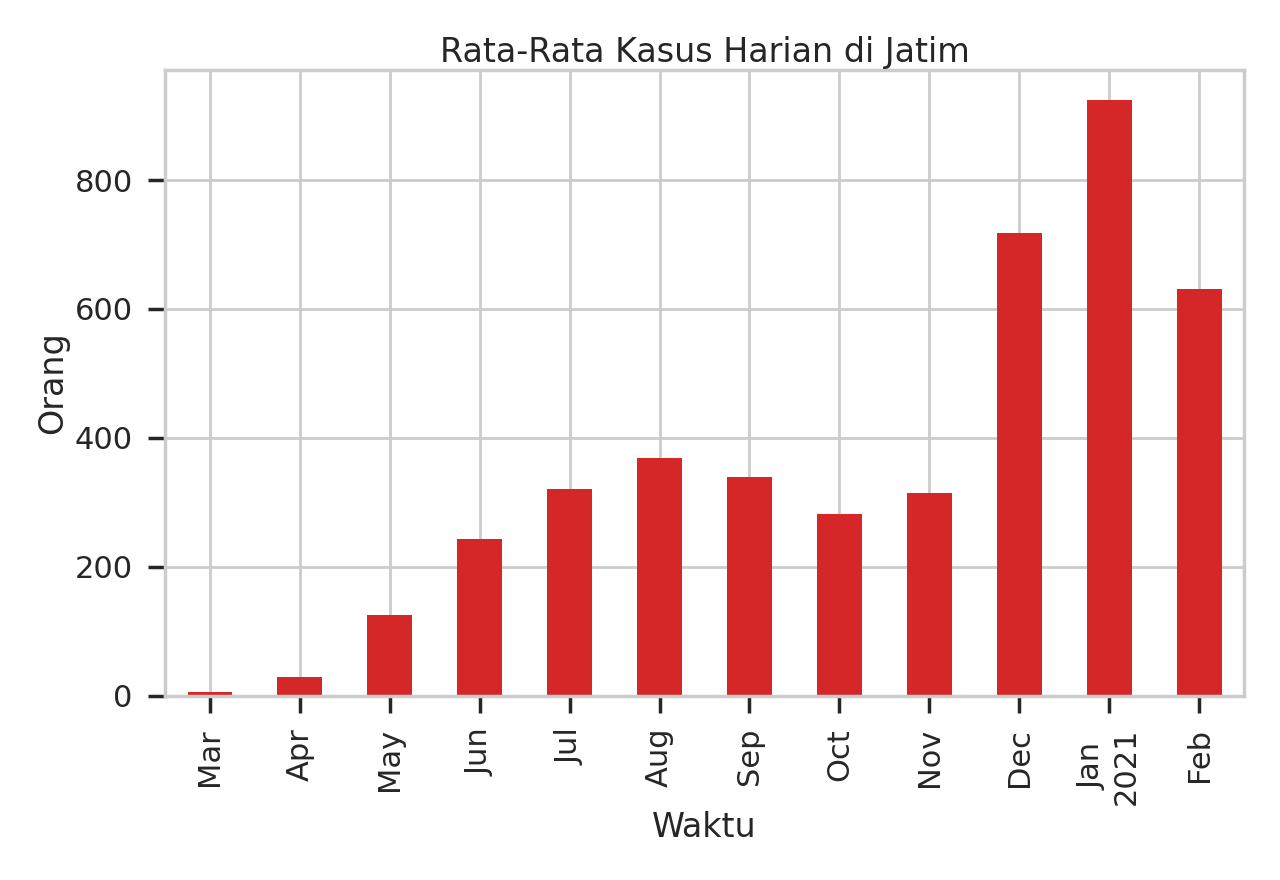 Rata-Rata Kasus Harian di Jatim
800
600
400
200
0
Orang
Mar
Apr
May
Jun
Jul
Aug
Sep
Oct
Nov
Dec
Jan
2021
Feb
Waktu